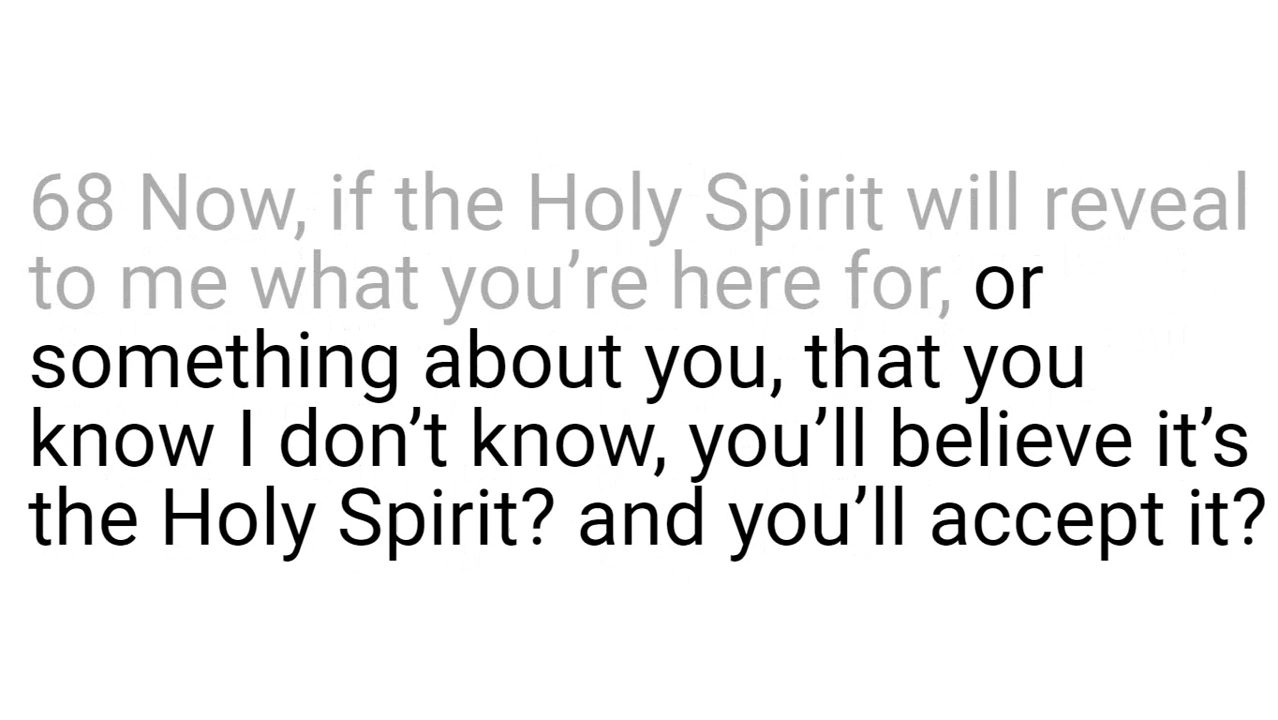 68 Now, if the Holy Spirit will reveal
to me what you’re here for, or
something about you, that you
know I don’t know, you’ll believe it’s
the Holy Spirit? and you’ll accept it?